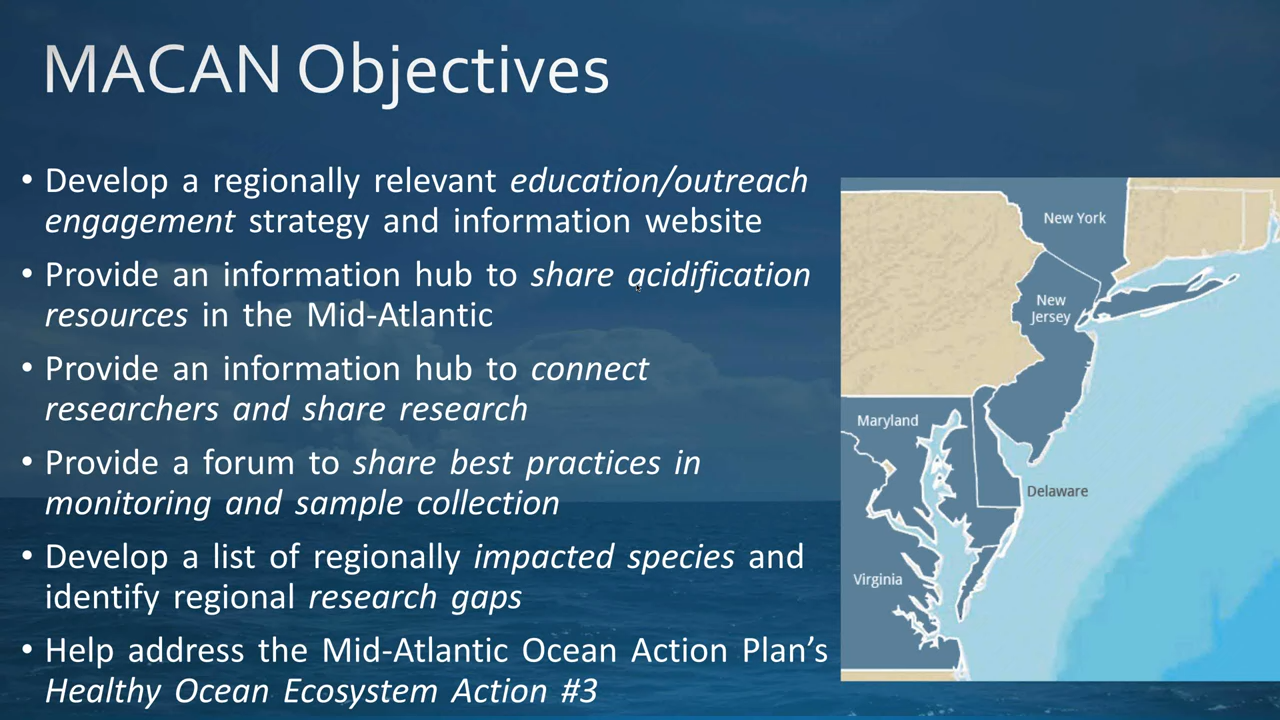 MACAN Objectives
• Develop a regionally relevant education/outreach
engagement strategy and information website
• Provide an information hub to share acidification
resources in the Mid-Atlantic
• Provide an information hub to connect
researchers and share research
• Provide a forum to share best practices in
monitoring and sample collection
• Develop a list of regionally impacted species and
identify regional research gaps
• Help address the Mid-Atlantic Ocean Action Plan’s
Healthy Ocean Ecosystem Action #3
New York
New
Jersey
Maryland
Delaware
Virginia